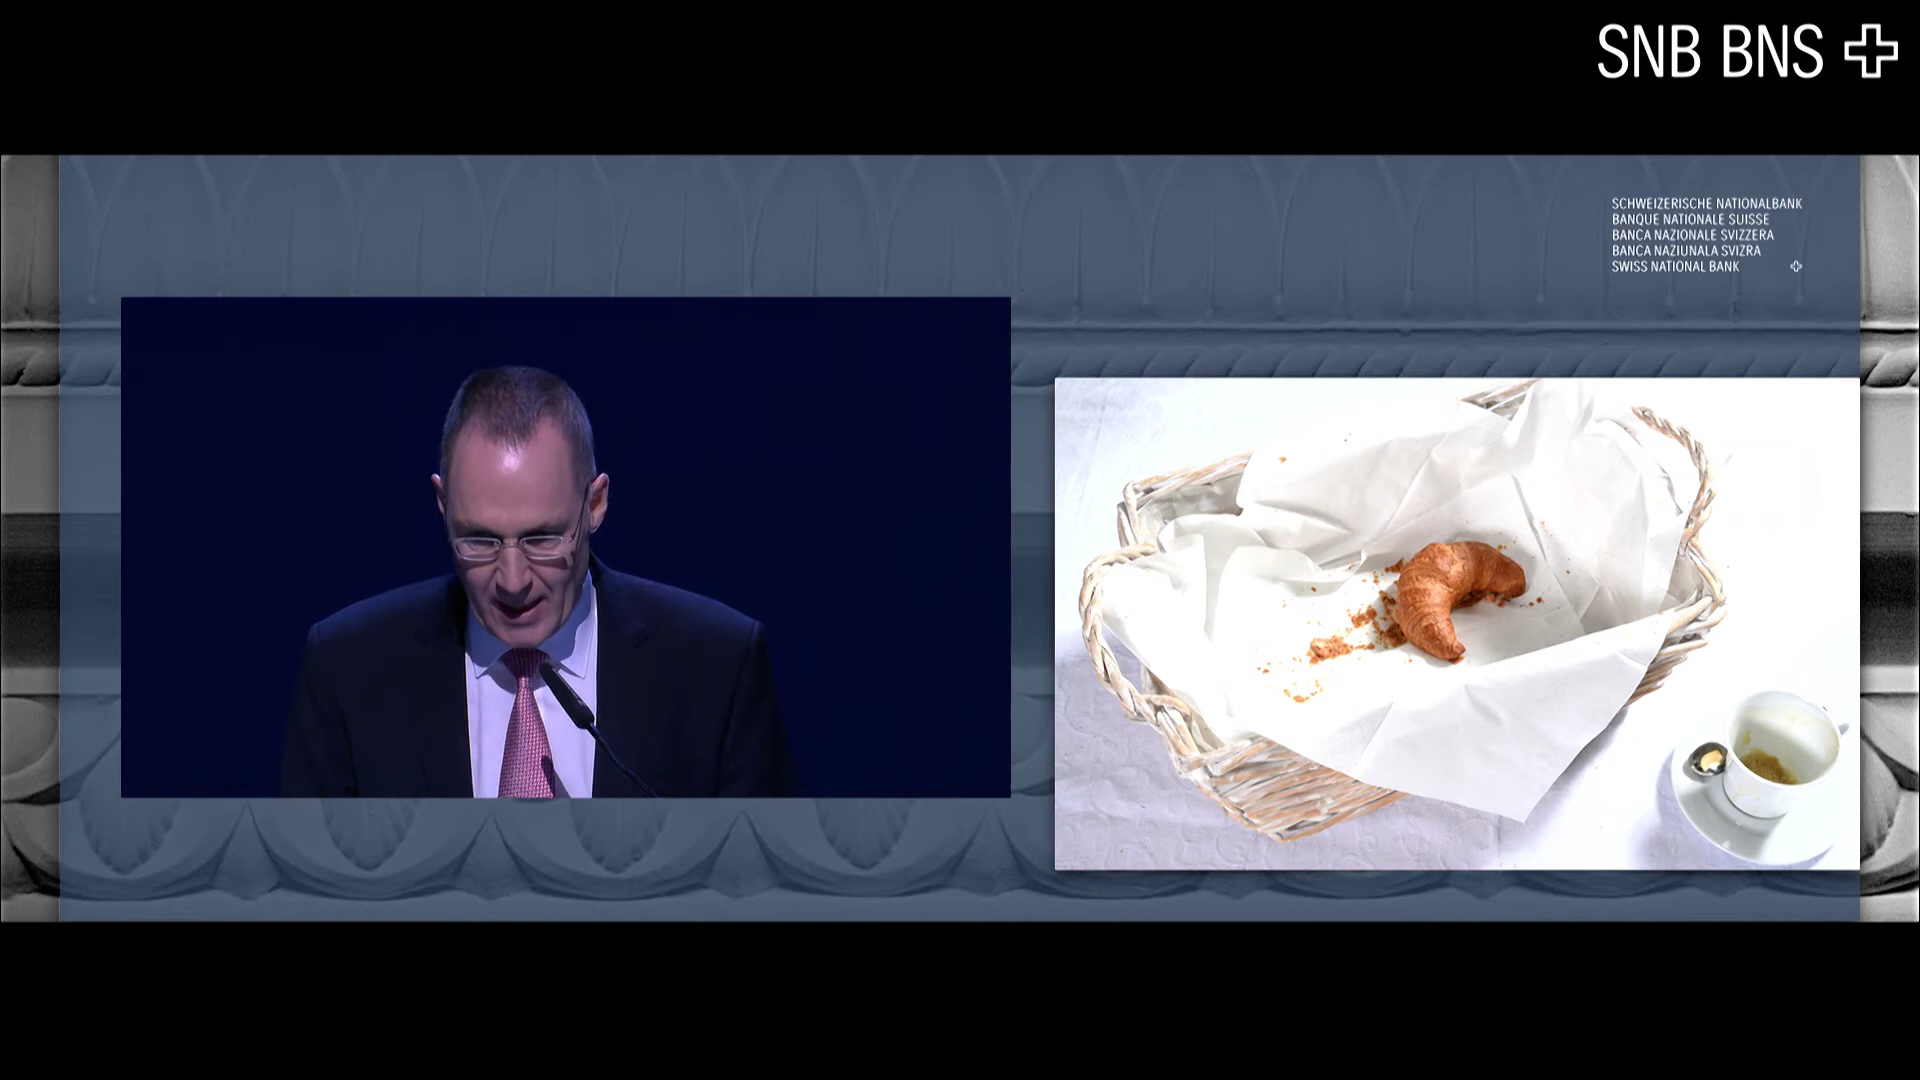 SNB BNS
SCHWEIZERISCHE NATIONALBANK
BANQUE NATIONALE SUISSE
BANCA NAZIONALE SVIZZERA
BANCA NAZIUNALA SVIZRA
SWISS NATIONAL BANK